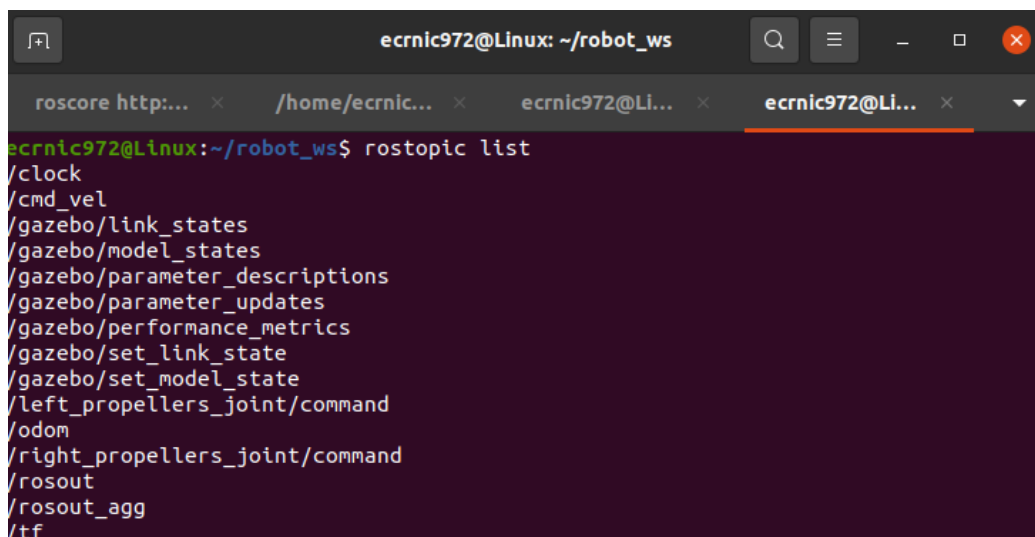 ecrnic972@Linux: ~/robot_ws
roscore http:...
/home/ecrnic...
ecrnic972@Li...
ecrnic972@Li...
ecrnic972@Linux:~/robot_ws$ rostopic list
/clock
/cmd_vel
/gazebo/link_states
/gazebo/model_states
/gazebo/parameter_descriptions
/gazebo/parameter_updates
/gazebo/performance_metrics
/gazebo/set_link_state
/gazebo/set_model_state
/left_propellers_joint/command
/odom
/right_propellers_joint/command
/rosout
/rosout_agg
/tf